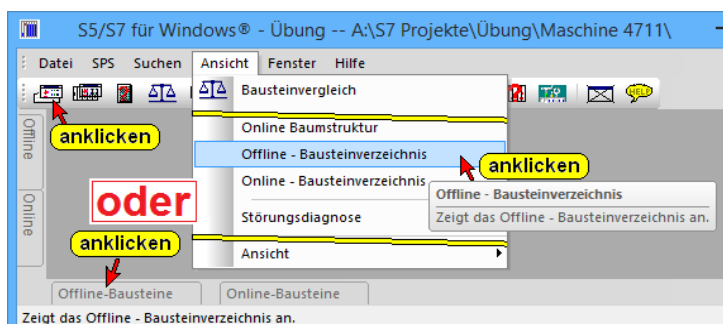 S5/S7 für Windows® - Übung -- A:\S7 Projekte\Übung\Maschine 4711\
Datei SPS Suchen Ansicht Fenster Hilfe
Bausteinvergleich
HELP
Offline
anklicken
Online Baumstruktur
Offline - Bausteinverzeichnis
anklicken
Online - Bausteinverzeichnis
Offline - Bausteinverzeichnis
Zeigt das Offline - Bausteinverzeichnis an.
Online
oder
Störungsdiagnose
anklicken
Ansicht
Offline-Bausteine
Online-Bausteine
Zeigt das Offline - Bausteinverzeichnis an.